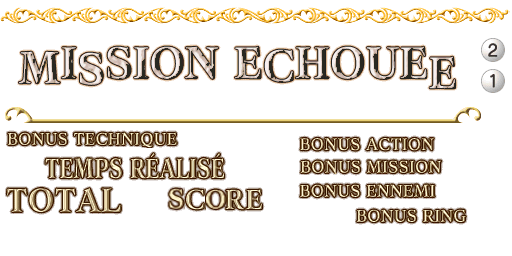 MISSION ECHOUEE
2
1
BONUS TECHNIQUE
TEMPS RÉALISÉ
TOTAL
SCORE
BONUS ACTION
BONUS MISSION
BONUS ENNEMI
BONUS RING